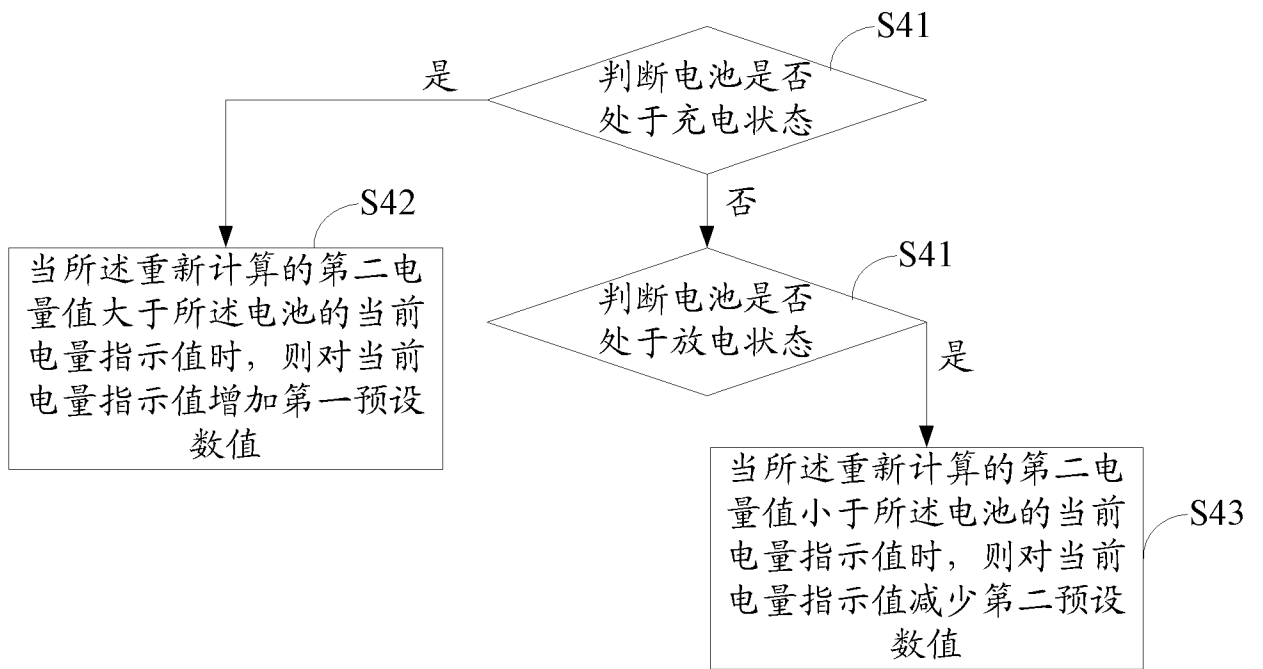 S41
判断电池是否
处于充电状态
是
否
S42
当所述重新计算的第二电
量值大于所述电池的当前
电量指示值时，则对当前
电量指示值增加第一预设
数值
S41
判断电池是否
处于放电状态
是
当所述重新计算的第二电
量值小于所述电池的当前
电量指示值时，则对当前
电量指示值减少第二预设
数值
S43